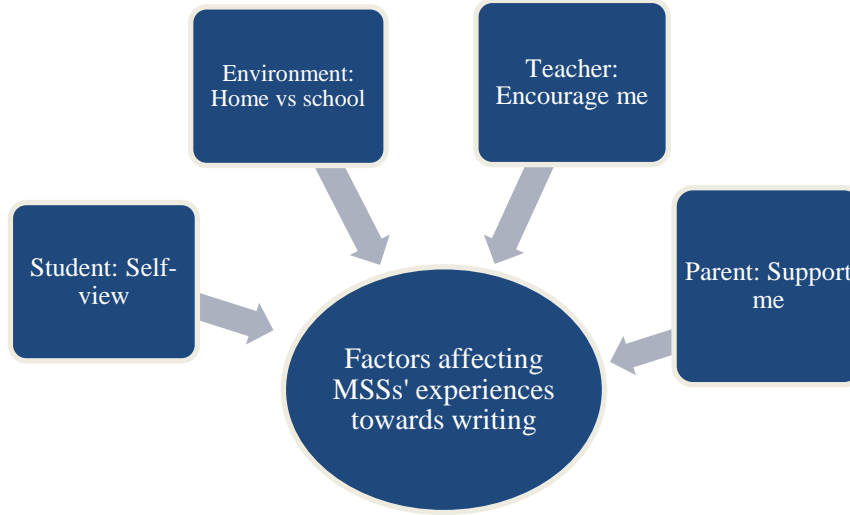 Environment:
Home vs school
Teacher:
Encourage me
Student: Self-
view
Parent: Support
me
Factors affecting
MSSs' experiences
towards writing